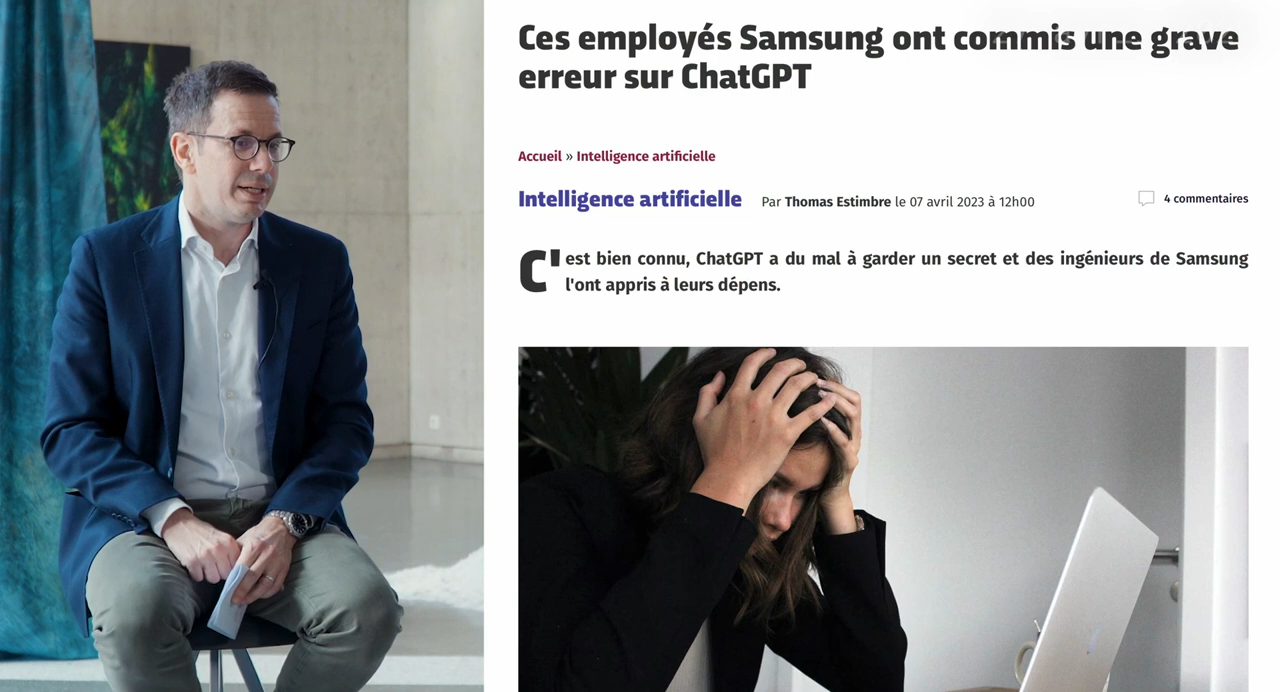 Ces employés Samsung ont commis une grave
erreur sur ChatGPT
Accueil » Intelligence artificielle
Intelligence artificielle Par Thomas Estimbre le 07 avril 2023 à 12h00 4 commentaires
C'est bien connu, ChatGPT a du mal à garder un secret et des ingénieurs de Samsung
l'ont appris à leurs dépens.